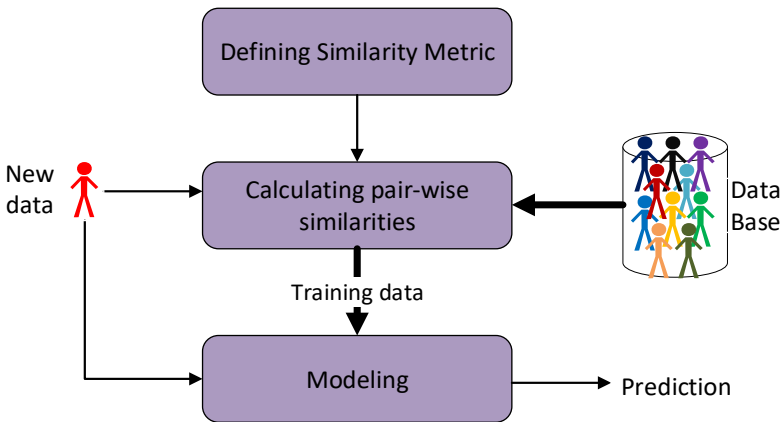 Defining Similarity Metric
New
data
Calculating pair-wise
similarities
Data
Base
Training data
Modeling
Prediction